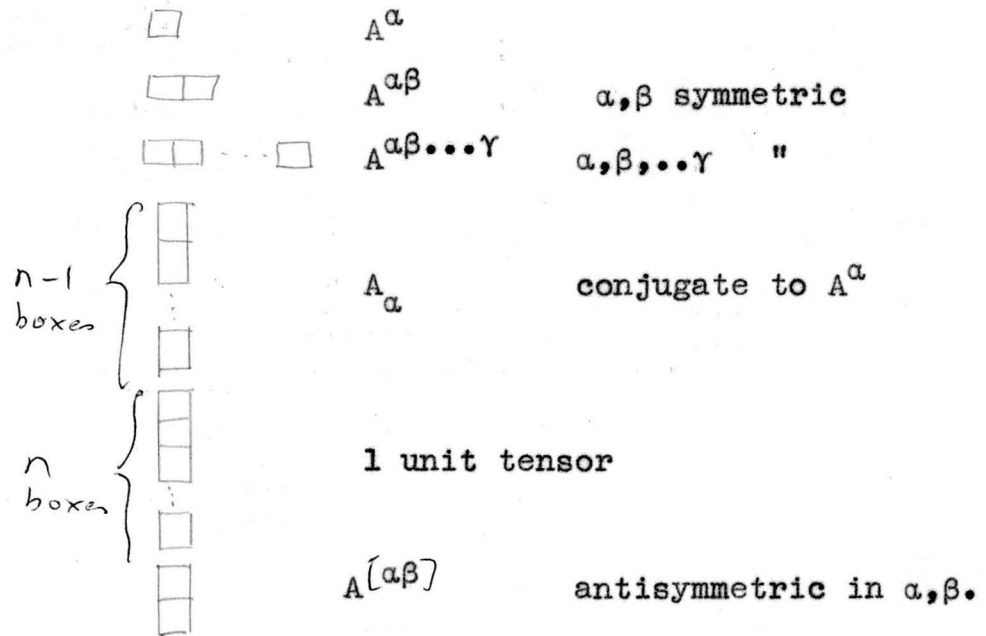 A^α
A^αβ α,β symmetric
A^αβ...γ α,β,..γ "
n-1 boxes A_α conjugate to A^α
n boxes 1 unit tensor
A^[αβ] antisymmetric in α,β.